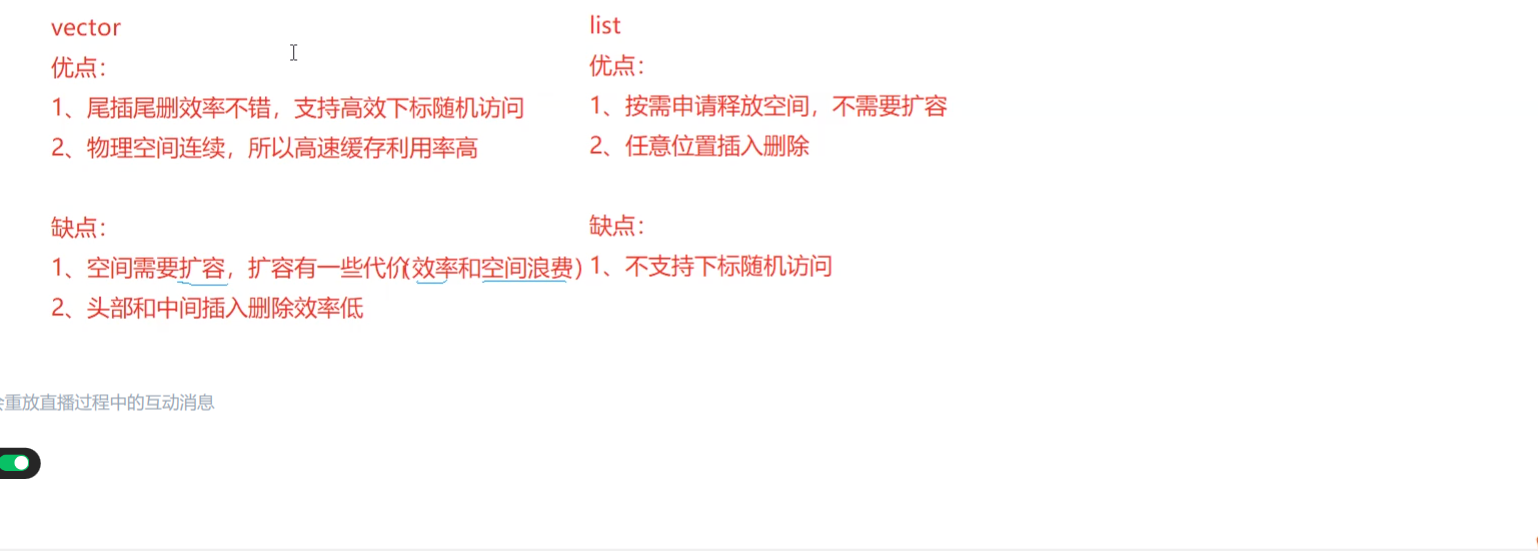 vector
优点：
1、尾插尾删效率不错，支持高效下标随机访问
2、物理空间连续，所以高速缓存利用率高
缺点：
1、空间需要扩容，扩容有一些代价(效率和空间浪费)
2、头部和中间插入删除效率低
list
优点：
1、按需申请释放空间，不需要扩容
2、任意位置插入删除
缺点：
1、不支持下标随机访问
重放直播过程中的互动消息